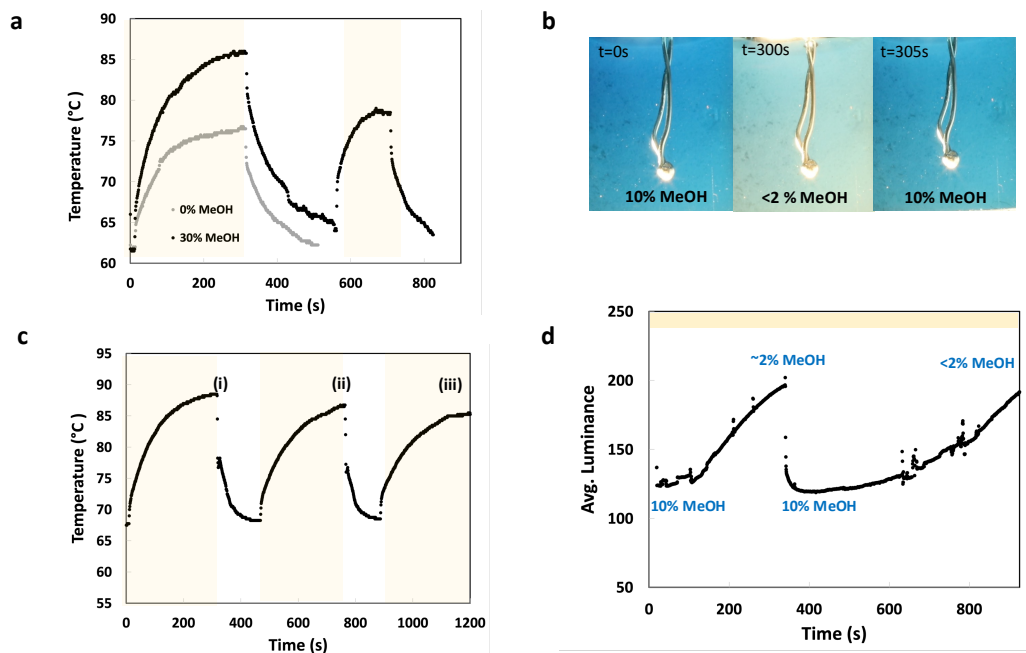 a
90
85
80
75
70
65
60
Temperature (°C)
0% MeOH
30% MeOH
0
200
400
600
800
Time (s)
b
t=0s
t=300s
t=305s
10% MeOH
<2 % MeOH
10% MeOH
c
95
90
85
80
75
70
65
60
55
Temperature (°C)
(i)
(ii)
(iii)
0
200
400
600
800
1000
1200
Time (s)
d
250
200
150
100
50
Avg. Luminance
~2% MeOH
<2% MeOH
10% MeOH
10% MeOH
0
200
400
600
800
Time (s)